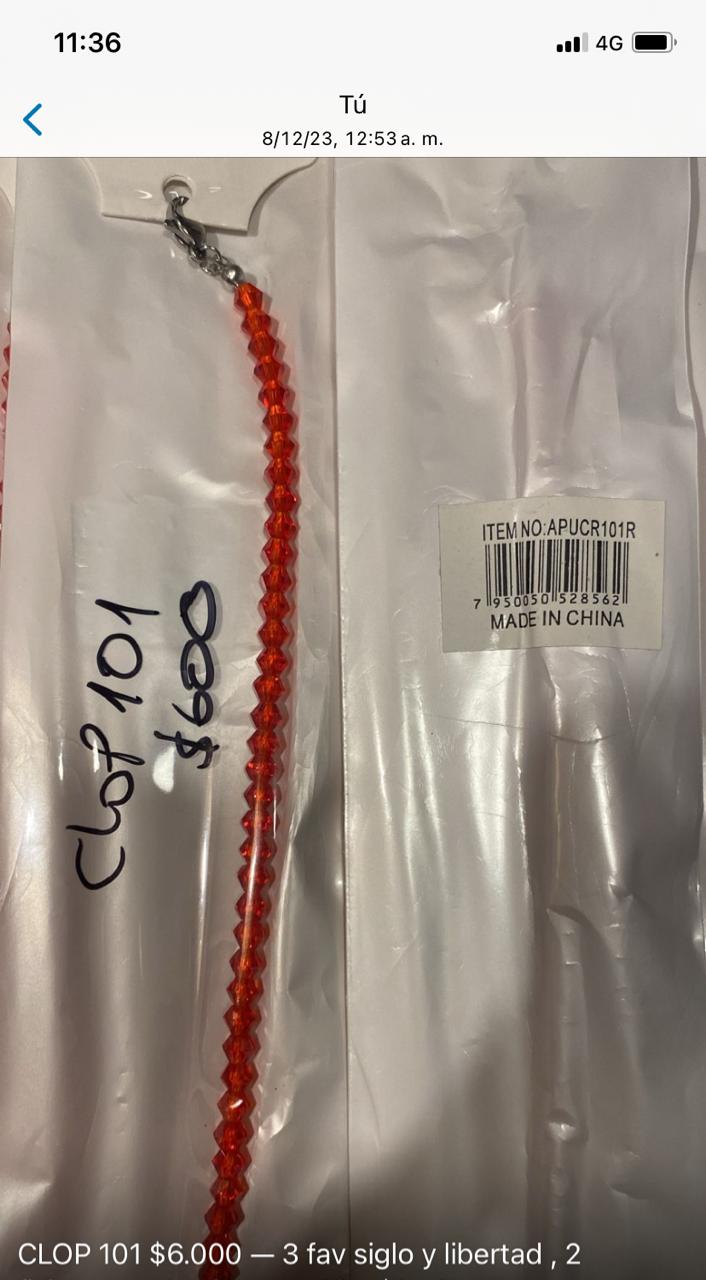 11:36
4G
Tú
8/12/23, 12:53 a. m.
Clop 101
$600
ITEM NO:APUCR101R
7 950050 528562
MADE IN CHINA
CLOP 101 $6.000 — 3 fav siglo y libertad , 2